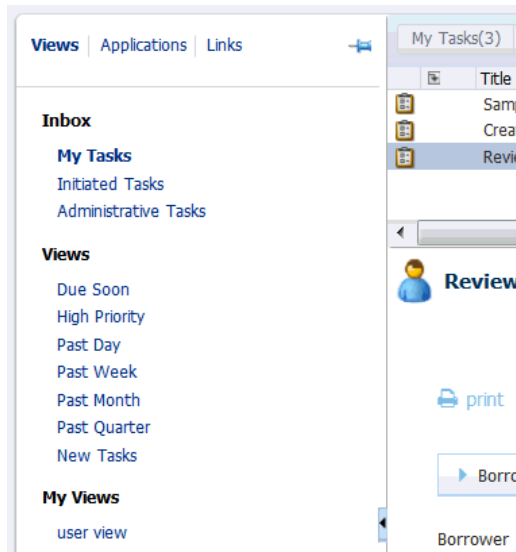 Views Applications Links
Inbox
My Tasks
Initiated Tasks
Administrative Tasks
Views
Due Soon
High Priority
Past Day
Past Week
Past Month
Past Quarter
New Tasks
My Views
user view
My Tasks(3)
Title
Review
print
Borrower